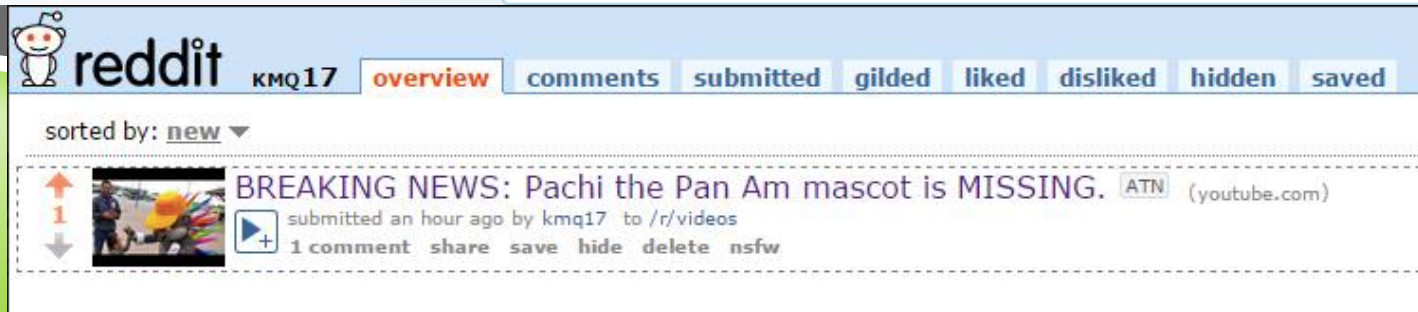 reddit KMQ17 overview comments submitted gilded liked disliked hidden saved
sorted by: new
1
BREAKING NEWS: Pachi the Pan Am mascot is MISSING. ATN (youtube.com)
submitted an hour ago by kmq17 to /r/videos
1 comment share save hide delete nsfw